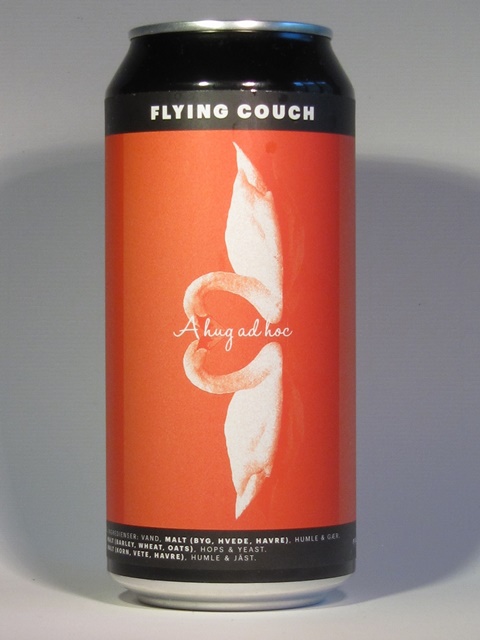 FLYING COUCH
A hug ad hoc
INGREDIENSER: VAND, MALT (BYG, HVEDE, HAVRE), HUMLE & GÆR.
MALT (BARLEY, WHEAT, OATS), HOPS & YEAST.
MALT (KORN, VETE, HAVRE), HUMLE & JÄST.